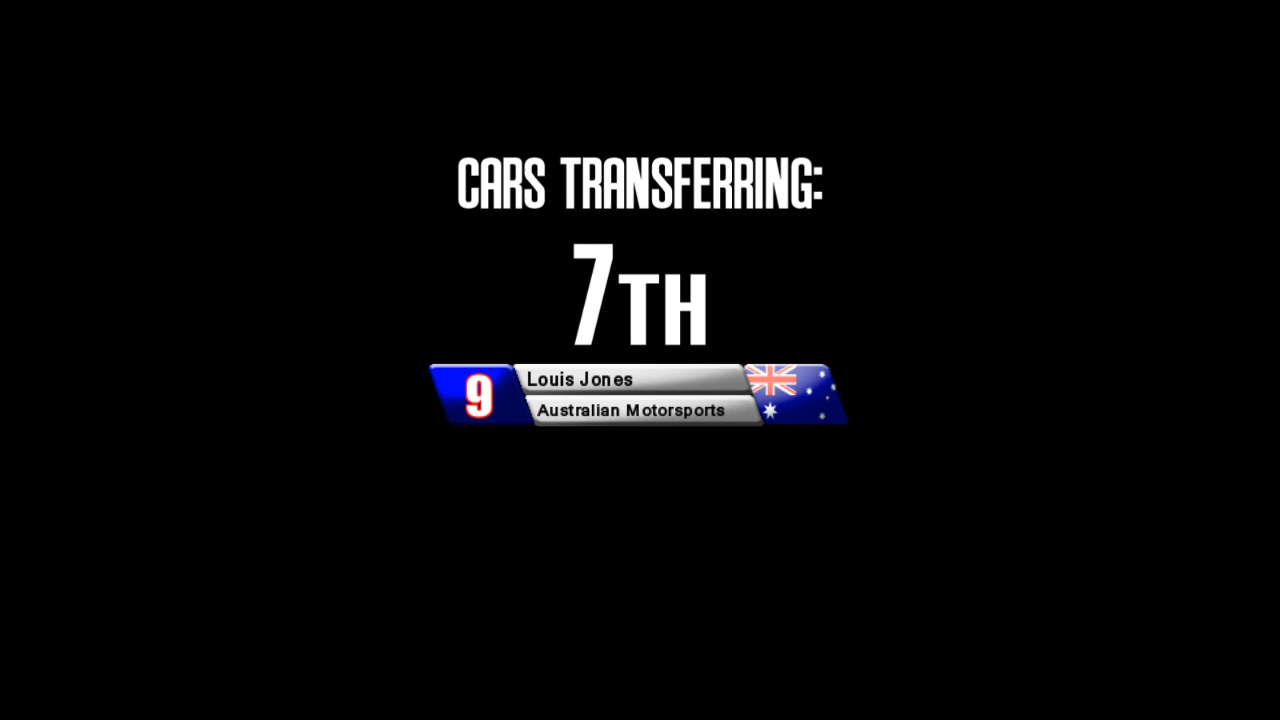 CARS TRANSFERRING:
7TH
9
Louis Jones
Australian Motorsports